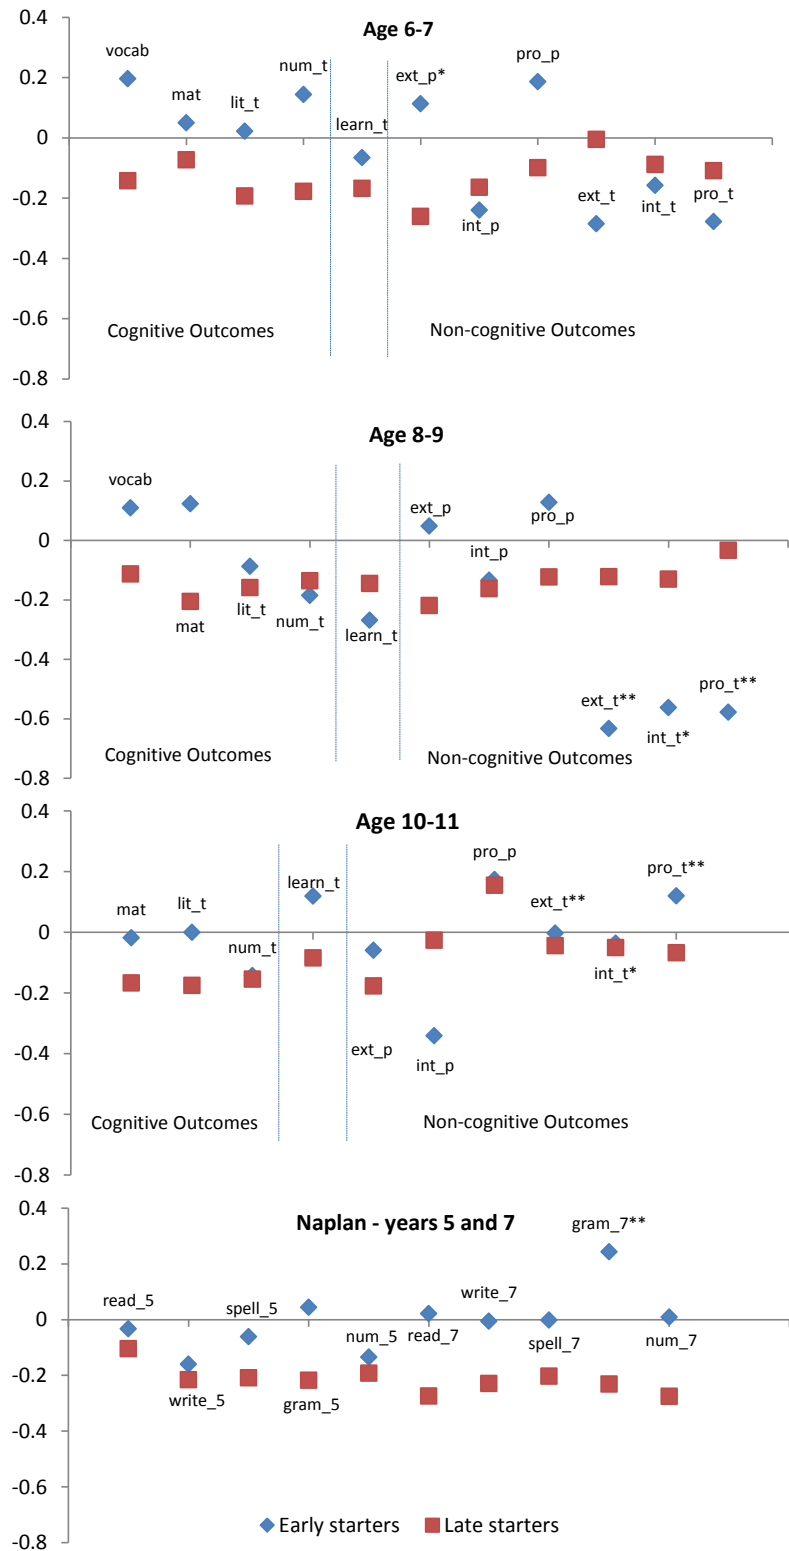 Age 6-7
0.4
0.2
0
-0.2
-0.4
-0.6
-0.8
vocab
mat
lit_t
num_t
learn_t
ext_p*
int_p
pro_p
ext_t
int_t
pro_t
Cognitive Outcomes
Non-cognitive Outcomes
Age 8-9
0.4
0.2
0
-0.2
-0.4
-0.6
-0.8
vocab
mat
lit_t
num_t
learn_t
ext_p
int_p
pro_p
ext_t**
int_t*
pro_t**
Cognitive Outcomes
Non-cognitive Outcomes
Age 10-11
0.4
0.2
0
-0.2
-0.4
-0.6
-0.8
mat
lit_t
num_t
learn_t
ext_p
int_p
pro_p
ext_t**
int_t*
pro_t**
Cognitive Outcomes
Non-cognitive Outcomes
Naplan - years 5 and 7
0.4
0.2
0
-0.2
-0.4
-0.6
-0.8
read_5
write_5
spell_5
gram_5
num_5
read_7
write_7
spell_7
gram_7**
num_7
Early starters
Late starters